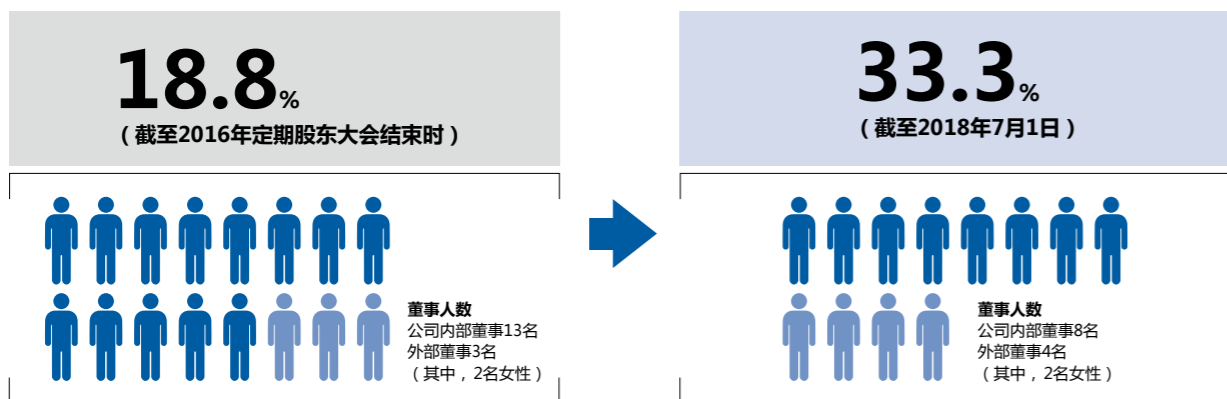 18.8%
（截至2016年定期股东大会结束时）
董事人数
公司内部董事13名
外部董事3名
（其中，2名女性）
33.3%
（截至2018年7月1日）
董事人数
公司内部董事8名
外部董事4名
（其中，2名女性）